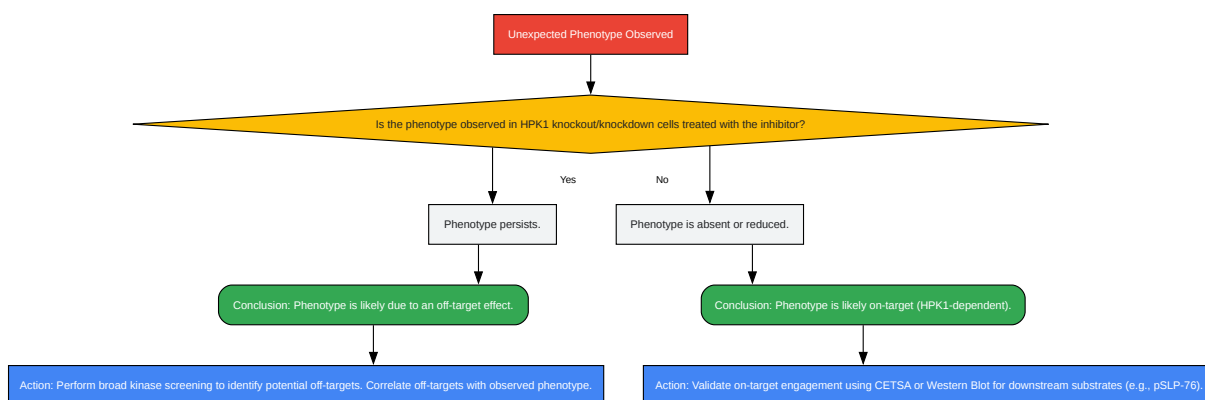 Unexpected Phenotype Observed
Is the phenotype observed in HPK1 knockout/knockdown cells treated with the inhibitor?
Yes
No
Phenotype persists.
Phenotype is absent or reduced.
Conclusion: Phenotype is likely due to an off-target effect.
Conclusion: Phenotype is likely on-target (HPK1-dependent).
Action: Perform broad kinase screening to identify potential off-targets. Correlate off-targets with observed phenotype.
Action: Validate on-target engagement using CETSA or Western Blot for downstream substrates (e.g., pSLP-76).